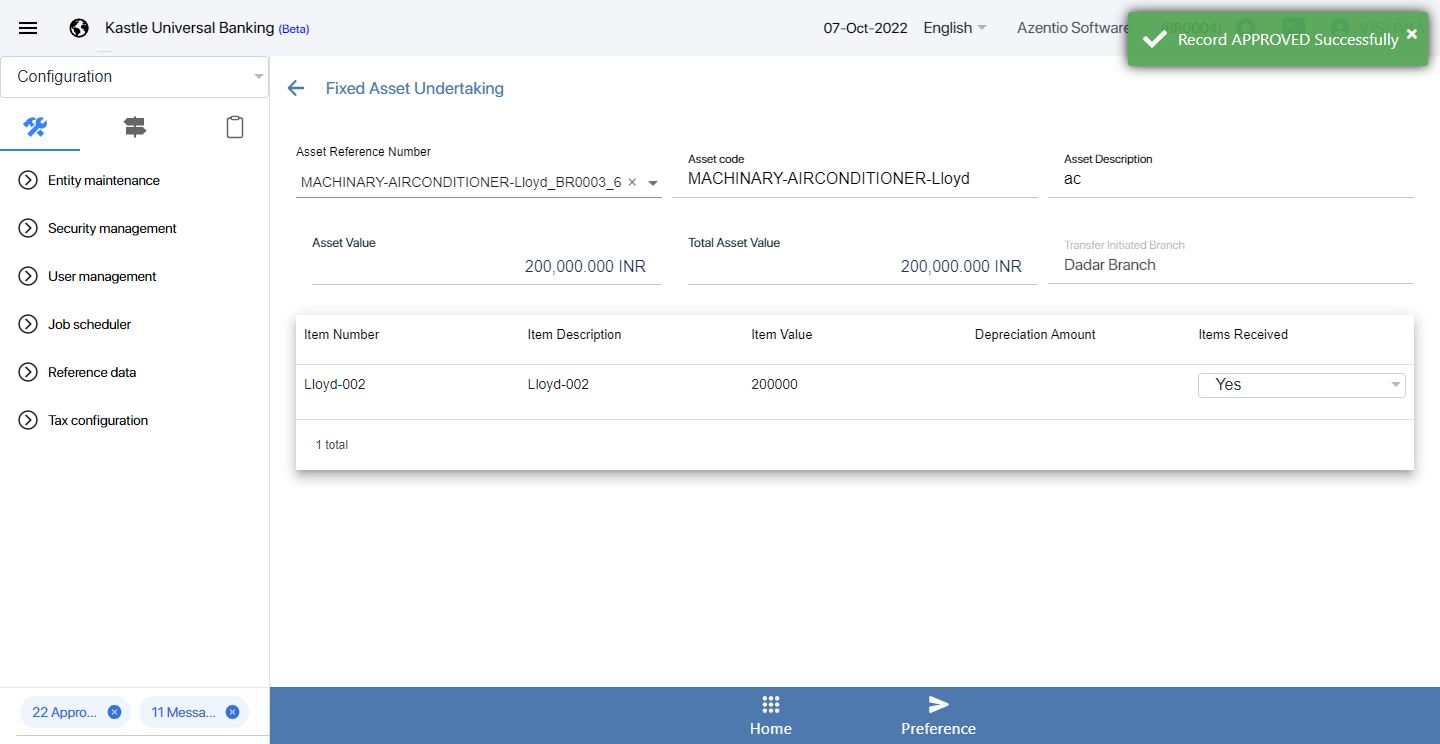 Kastle Universal Banking (Beta)
07-Oct-2022 English Azentio Software
Record APPROVED Successfully
Configuration
Fixed Asset Undertaking
Entity maintenance
Security management
User management
Job scheduler
Reference data
Tax configuration
Asset Reference Number
MACHINARY-AIRCONDITIONER-Lloyd_BR0003_6 ×
Asset code
MACHINARY-AIRCONDITIONER-Lloyd
Asset Description
ac
Asset Value
200,000.000 INR
Total Asset Value
200,000.000 INR
Transfer Initiated Branch
Dadar Branch
Item Number Item Description Item Value Depreciation Amount Items Received
Lloyd-002 Lloyd-002 200000 Yes
1 total
22 Appro... 11 Messa...
Home Preference